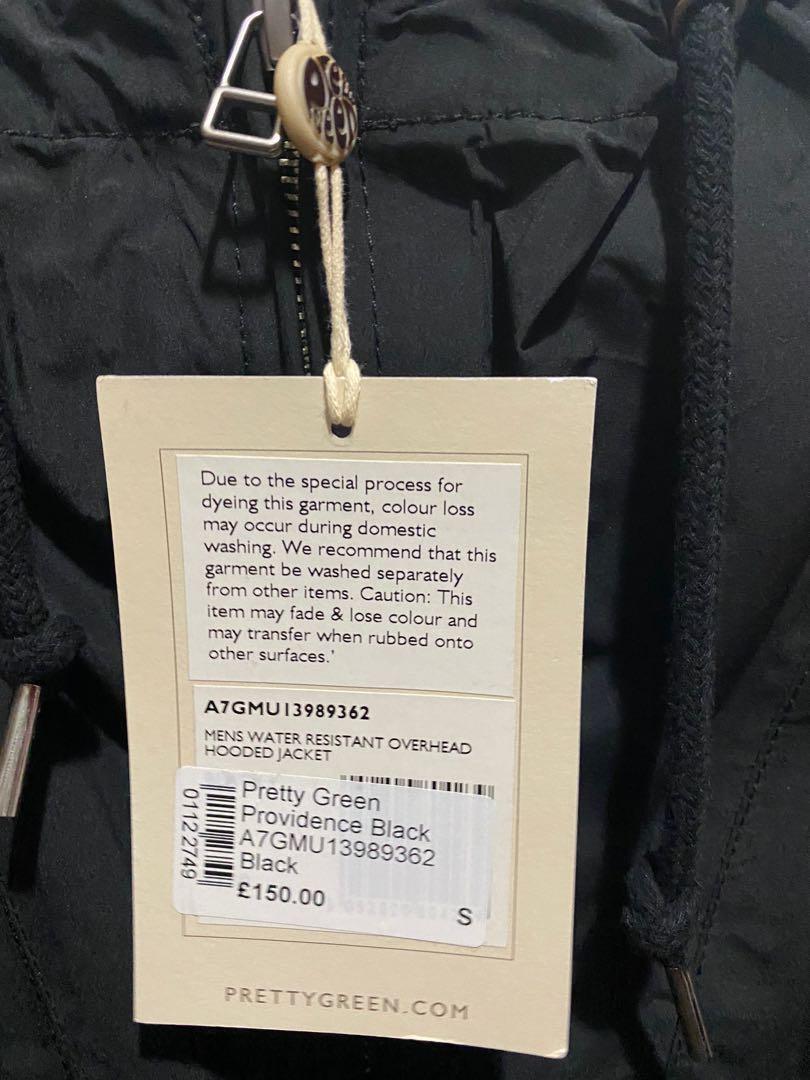 Due to the special process for
dyeing this garment, colour loss
may occur during domestic
washing. We recommend that this
garment be washed separately
from other items. Caution: This
item may fade & lose colour and
may transfer when rubbed onto
other surfaces.'
A7GMU13989362
MENS WATER RESISTANT OVERHEAD
HOODED JACKET
01122749
Pretty Green
Providence Black
A7GMU13989362
Black
£150.00
S
PRETTYGREEN.COM